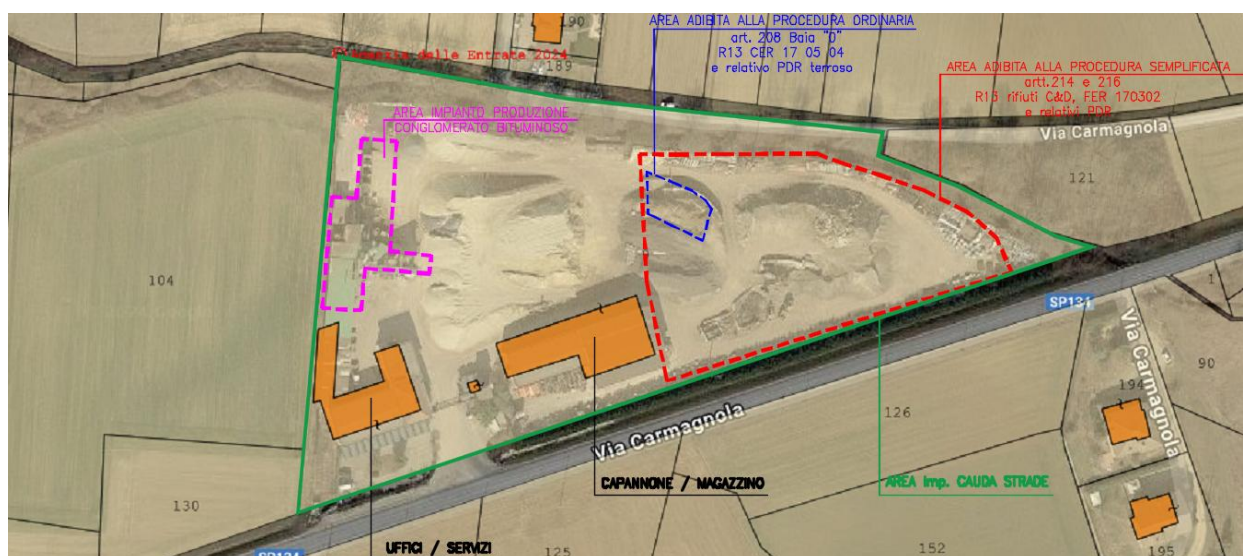 190
AREA ADIBITA ALLA PROCEDURA ORDINARIA
art. 208 Baia "D"
R13 CER 17 05 04
e relativo PDR terroso
delle Entrate 2024
189
AREA ADIBITA ALLA PROCEDURA SEMPLIFICATA
artt.214 e 216
R13 rifiuti C&D, FER 170302
e relativi PDR
AREA IMPIANTO PRODUZIONE
CONGLOMERATO BITUMINOSO
Via Carmagnola
121
104
1
SP131
Via Carmagnola
90
194
126
Via Carmagnola
CAPANNONE / MAGAZZINO
AREA Imp. CAUDA STRADE
130
UFFICI / SERVIZI
125
152
195